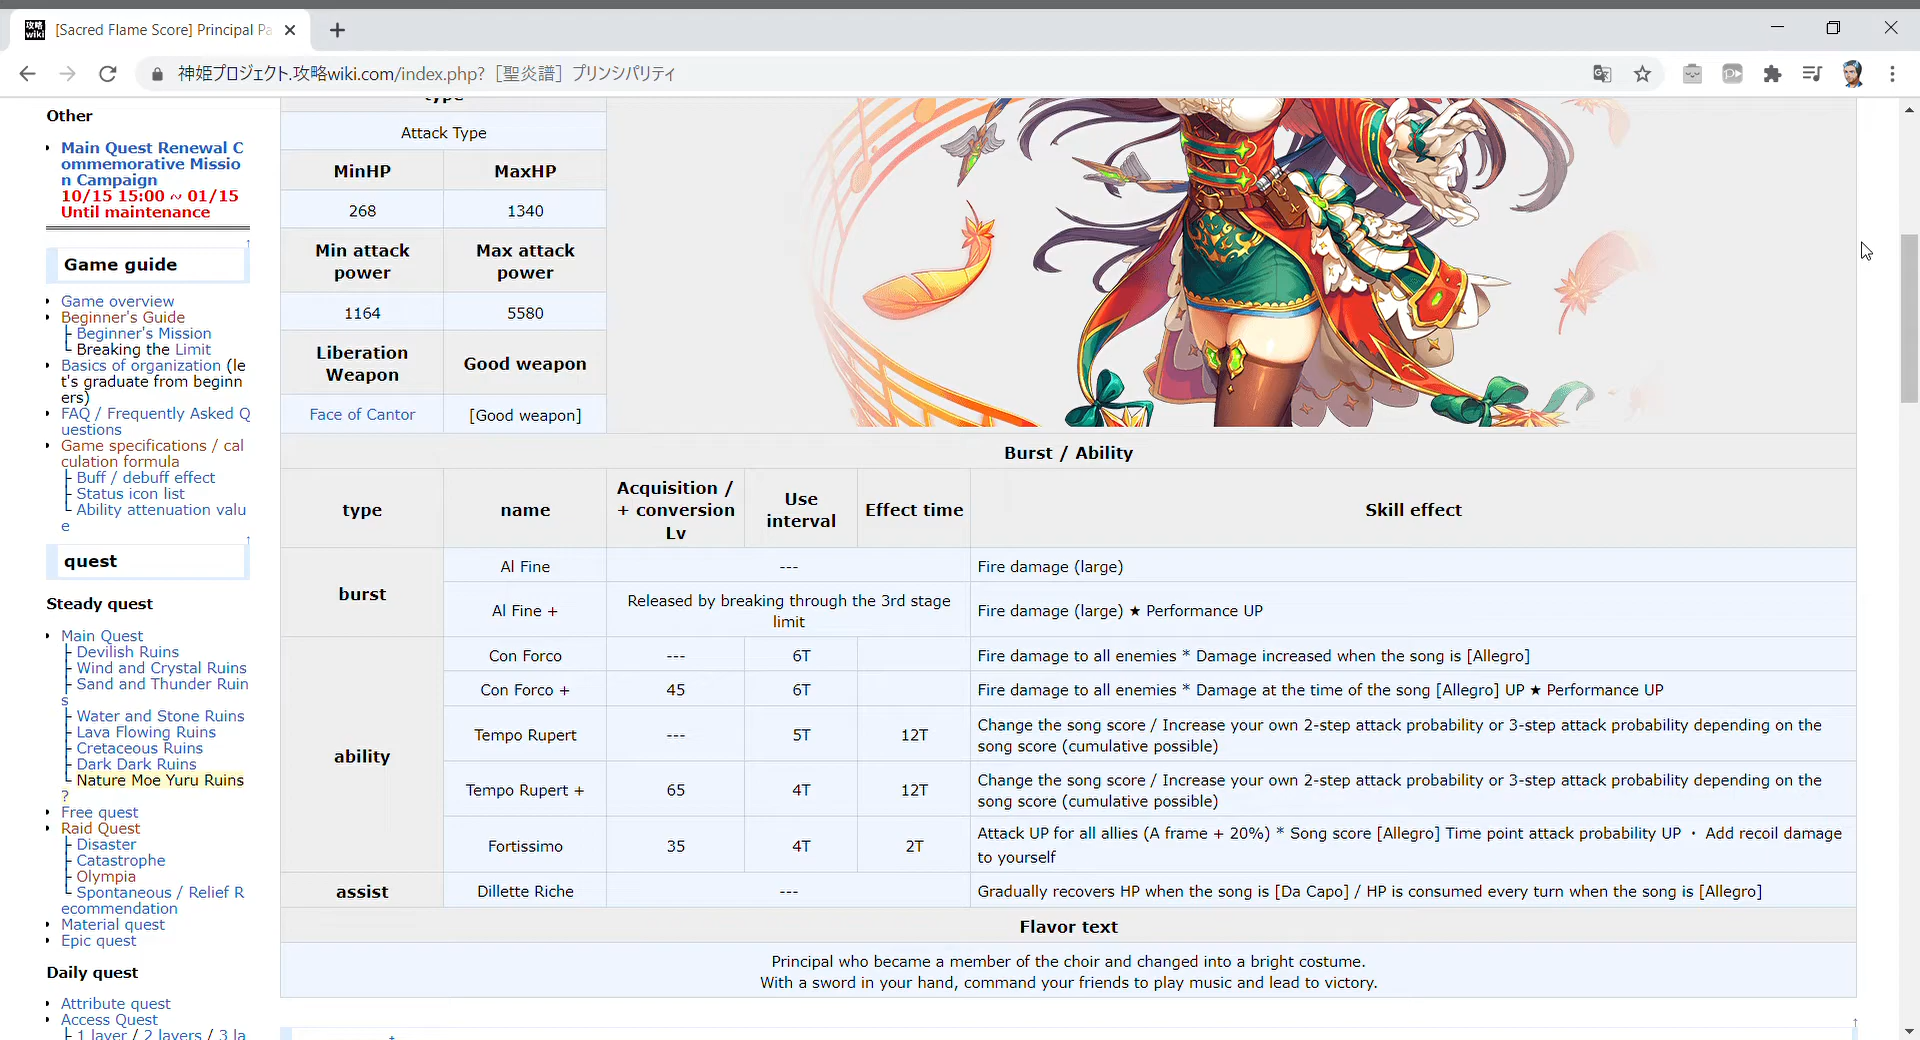 [Sacred Flame Score] Principal Pa
神姫プロジェクト.攻略wiki.com/index.php?［聖炎譜］プリンシパリティ
Other
Main Quest Renewal C
ommemorative Missio
n Campaign
10/15 15:00 ~ 01/15
Until maintenance
Game guide
Game overview
Beginner's Guide
├ Beginner's Mission
└ Breaking the Limit
Basics of organization (le
t's graduate from beginn
ers)
FAQ / Frequently Asked Q
uestions
Game specifications / cal
culation formula
├ Buff / debuff effect
├ Status icon list
└ Ability attenuation valu
e
quest
Steady quest
Main Quest
├ Devilish Ruins
├ Wind and Crystal Ruins
├ Sand and Thunder Ruin
s
├ Water and Stone Ruins
├ Lava Flowing Ruins
├ Cretaceous Ruins
├ Dark Dark Ruins
└ Nature Moe Yuru Ruins
?
Free quest
Raid Quest
├ Disaster
├ Catastrophe
├ Olympia
└ Spontaneous / Relief R
ecommendation
Material quest
Epic quest
Daily quest
Attribute quest
Access Quest
├ 1 layer / 2 layers / 3 la
type
Attack Type
MinHP MaxHP
268 1340
Min attack power Max attack power
1164 5580
Liberation Weapon Good weapon
Face of Cantor [Good weapon]
Burst / Ability
type name Acquisition / + conversion Lv Use interval Effect time Skill effect
burst
Al Fine --- Fire damage (large)
Al Fine + Released by breaking through the 3rd stage limit Fire damage (large) ★ Performance UP
ability
Con Forco --- 6T Fire damage to all enemies * Damage increased when the song is [Allegro]
Con Forco + 45 6T Fire damage to all enemies * Damage at the time of the song [Allegro] UP ★ Performance UP
Tempo Rupert --- 5T 12T Change the song score / Increase your own 2-step attack probability or 3-step attack probability depending on the
song score (cumulative possible)
Tempo Rupert + 65 4T 12T Change the song score / Increase your own 2-step attack probability or 3-step attack probability depending on the
song score (cumulative possible)
Fortissimo 35 4T 2T Attack UP for all allies (A frame + 20%) * Song score [Allegro] Time point attack probability UP ・ Add recoil damage
to yourself
assist Dillette Riche --- Gradually recovers HP when the song is [Da Capo] / HP is consumed every turn when the song is [Allegro]
Flavor text
Principal who became a member of the choir and changed into a bright costume.
With a sword in your hand, command your friends to play music and lead to victory.